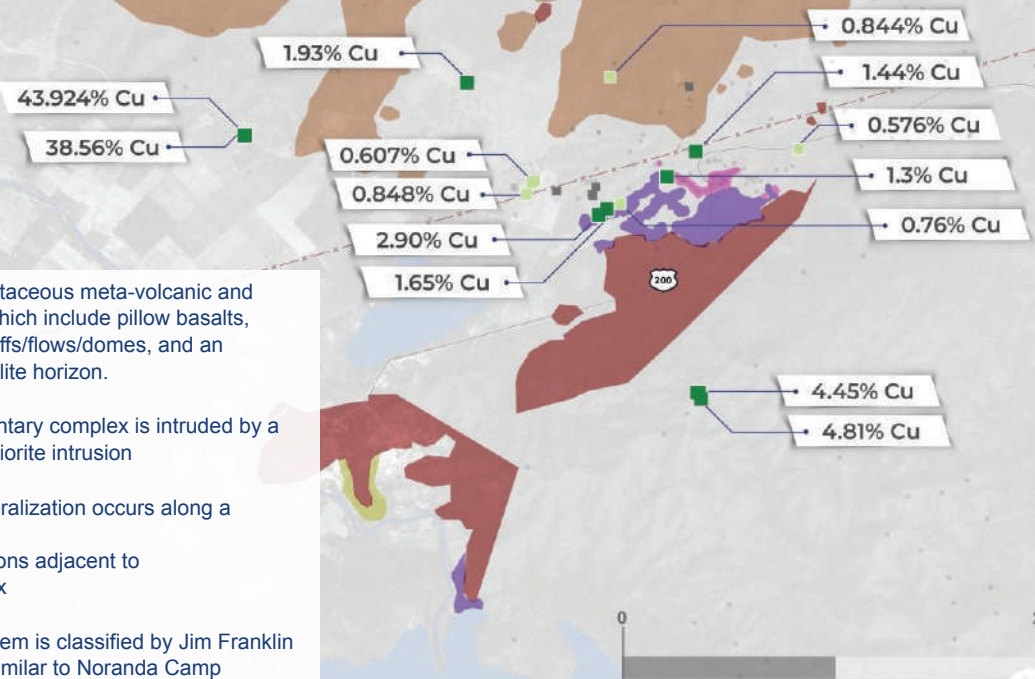 0.844% Cu
1.93% Cu
1.44% Cu
43.924% Cu
0.576% Cu
38.56% Cu
0.607% Cu
1.3% Cu
0.848% Cu
0.76% Cu
2.90% Cu
1.65% Cu
200
taceous meta-volcanic and
hich include pillow basalts,
ffs/flows/domes, and an
lite horizon.
ntary complex is intruded by a
iorite intrusion
eralization occurs along a
ons adjacent to
x
em is classified by Jim Franklin
milar to Noranda Camp
4.45% Cu
4.81% Cu
0